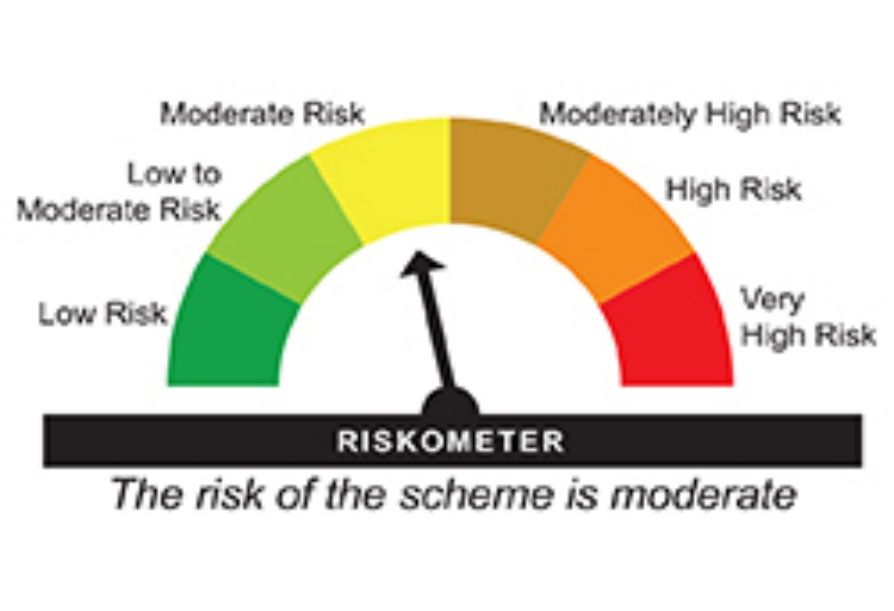 Moderate Risk
Moderately High Risk
Low to
Moderate Risk
High Risk
Low Risk
Very
High Risk
RISKOMETER
The risk of the scheme is moderate